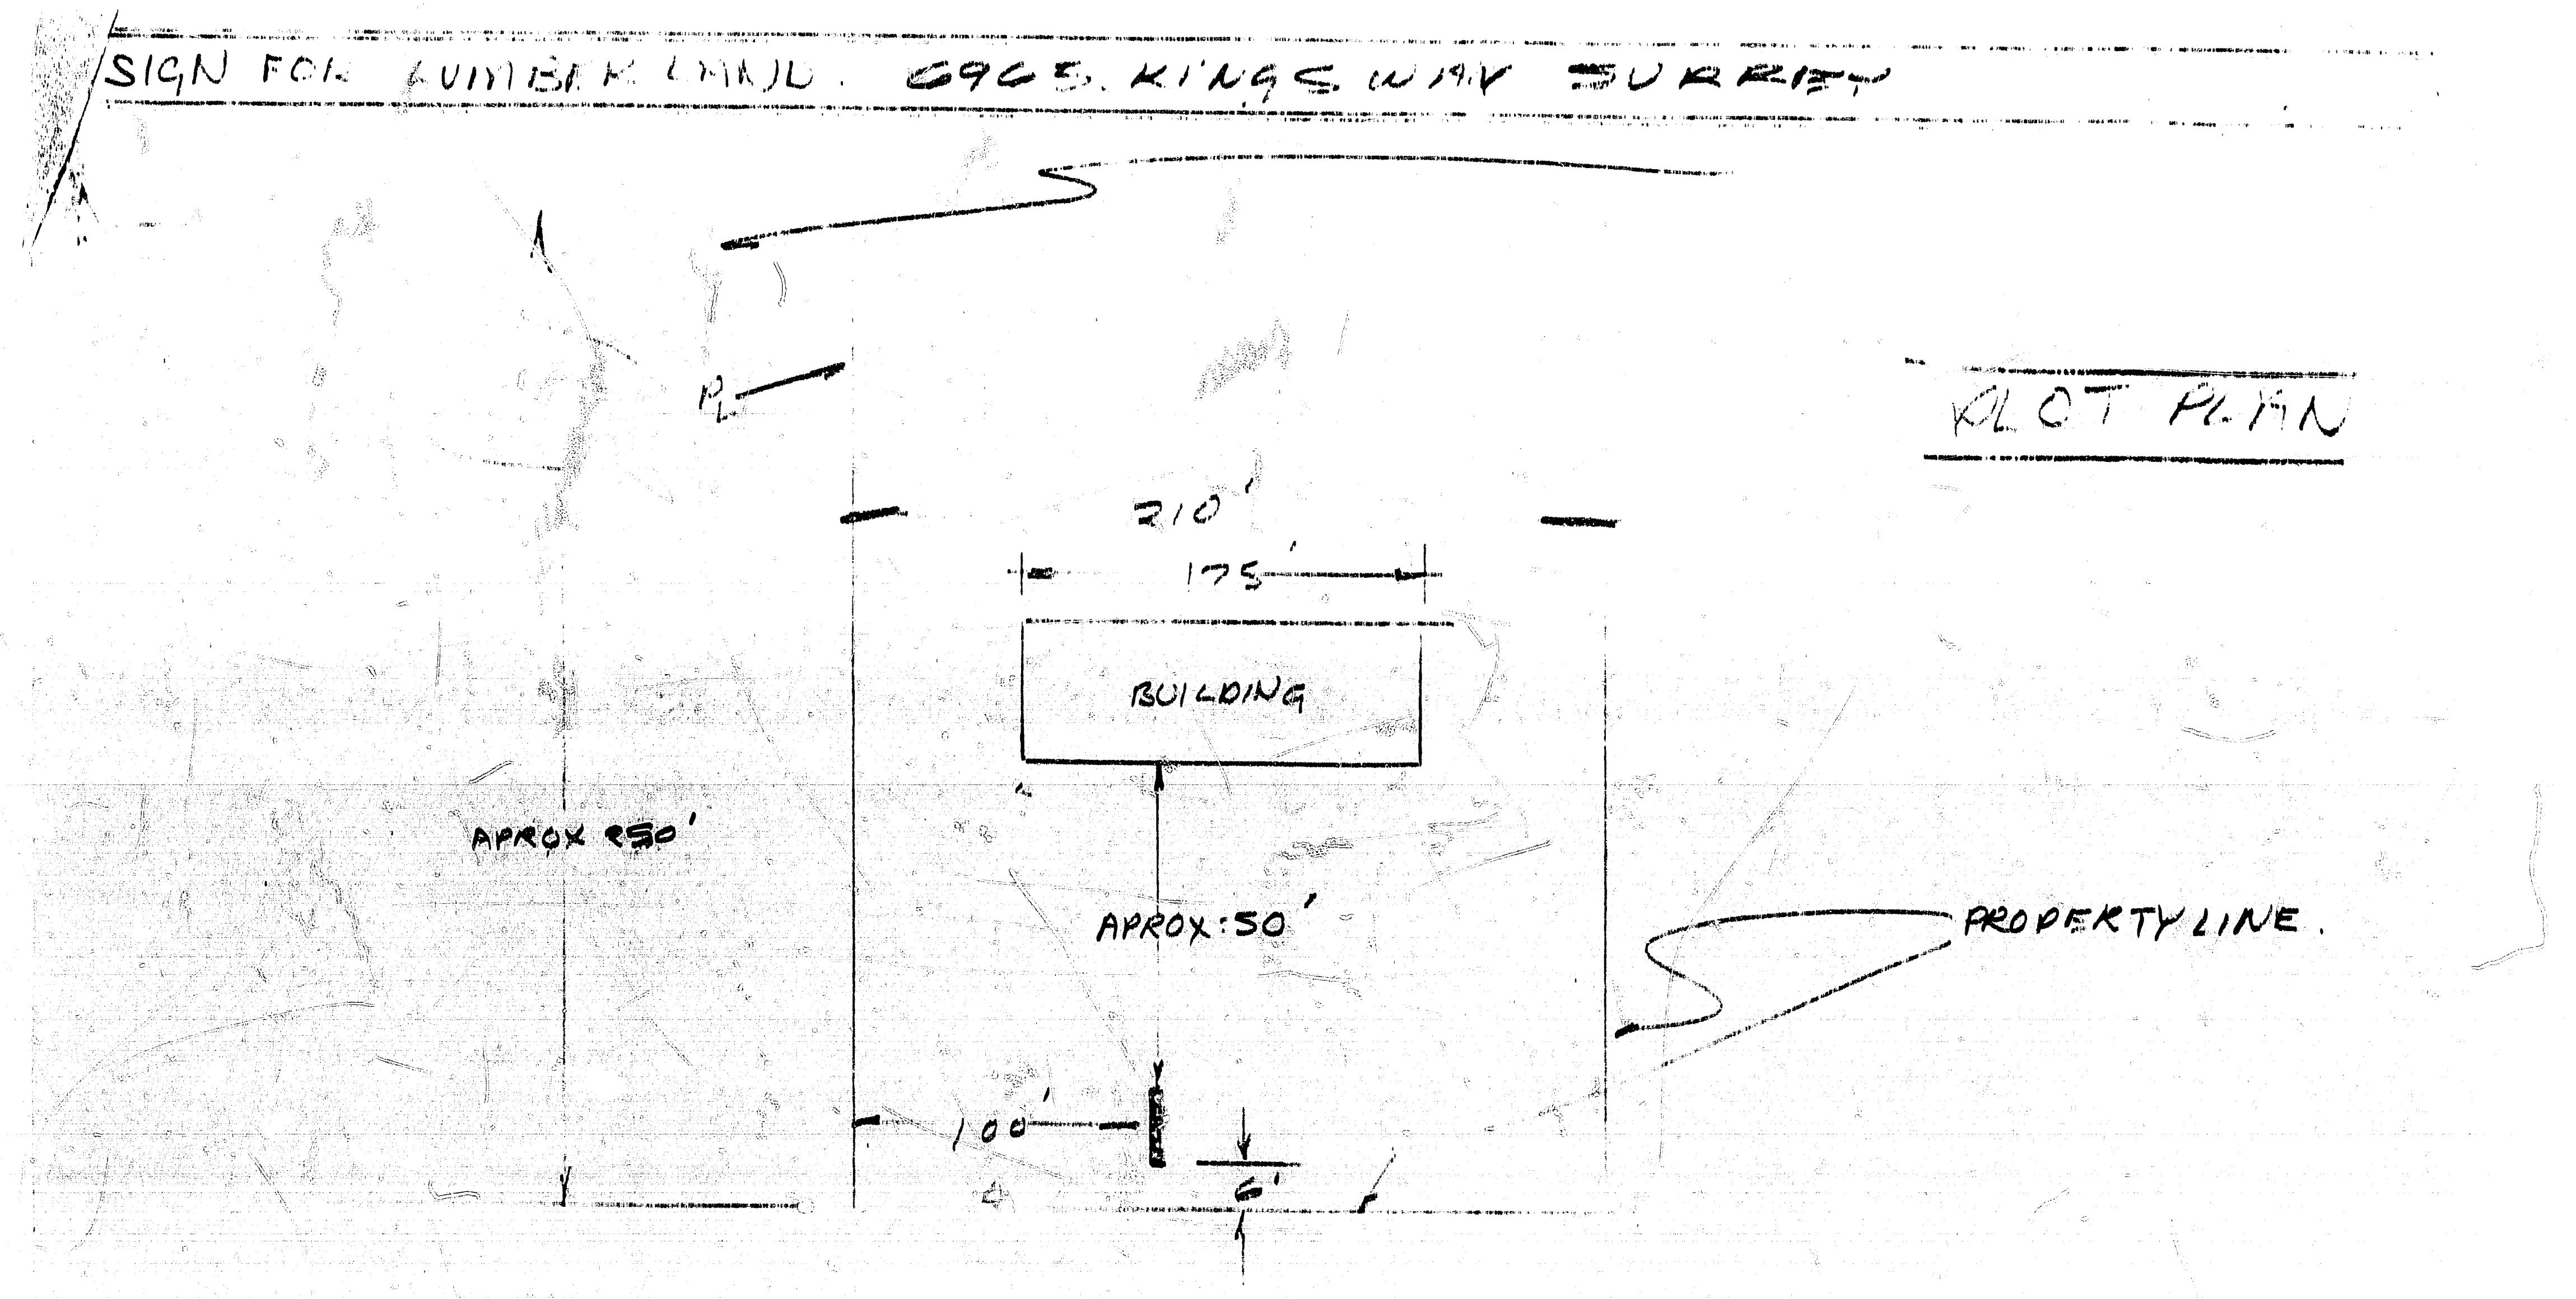 SIGN FOR LUMBERLAND. 6965. KINGSWAY SURREY
PL
PLOT PLAN
210'
175'
BUILDING
APROX 250'
APROX: 50'
PROPERTY LINE.
100'
6'